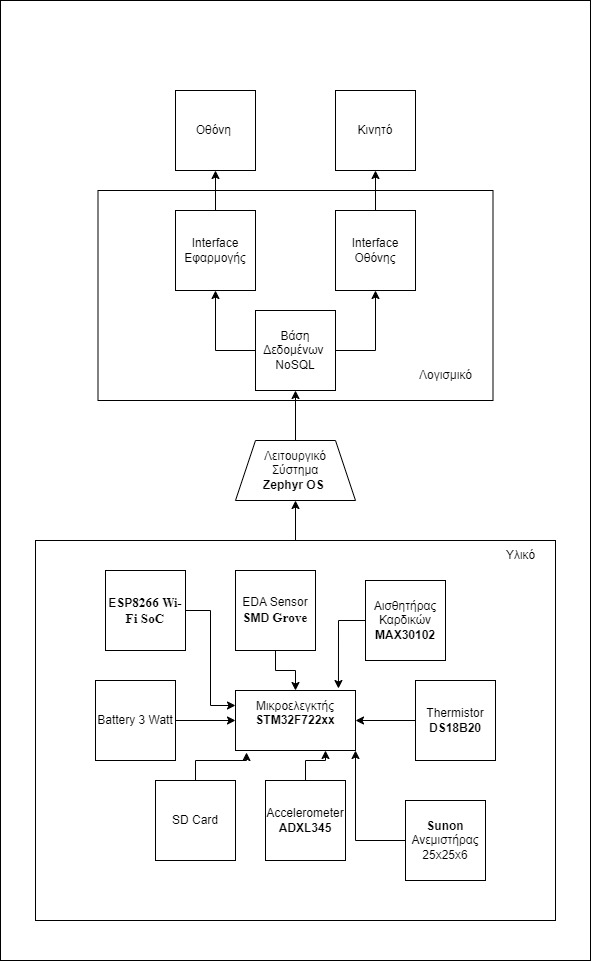 Οθόνη
Κινητό
Interface
Εφαρμογής
Interface
Οθόνης
Βάση
Δεδομένων
NoSQL
Λογισμικό
Λειτουργικό
Σύστημα
Zephyr OS
Υλικό
ESP8266 Wi-
Fi SoC
EDA Sensor
SMD Grove
Αισθητήρας
Καρδικών
MAX30102
Battery 3 Watt
Μικροελεγκτής
STM32F722xx
Thermistor
DS18B20
SD Card
Accelerometer
ADXL345
Sunon
Ανεμιστήρας
25x25x6